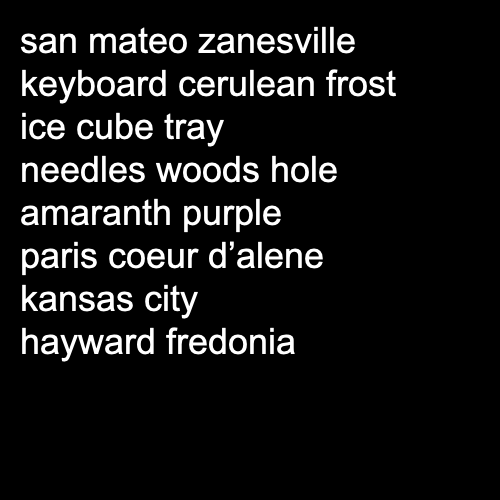 san mateo zanesville
keyboard cerulean frost
ice cube tray
needles woods hole
amaranth purple
paris coeur d’alene
kansas city
hayward fredonia